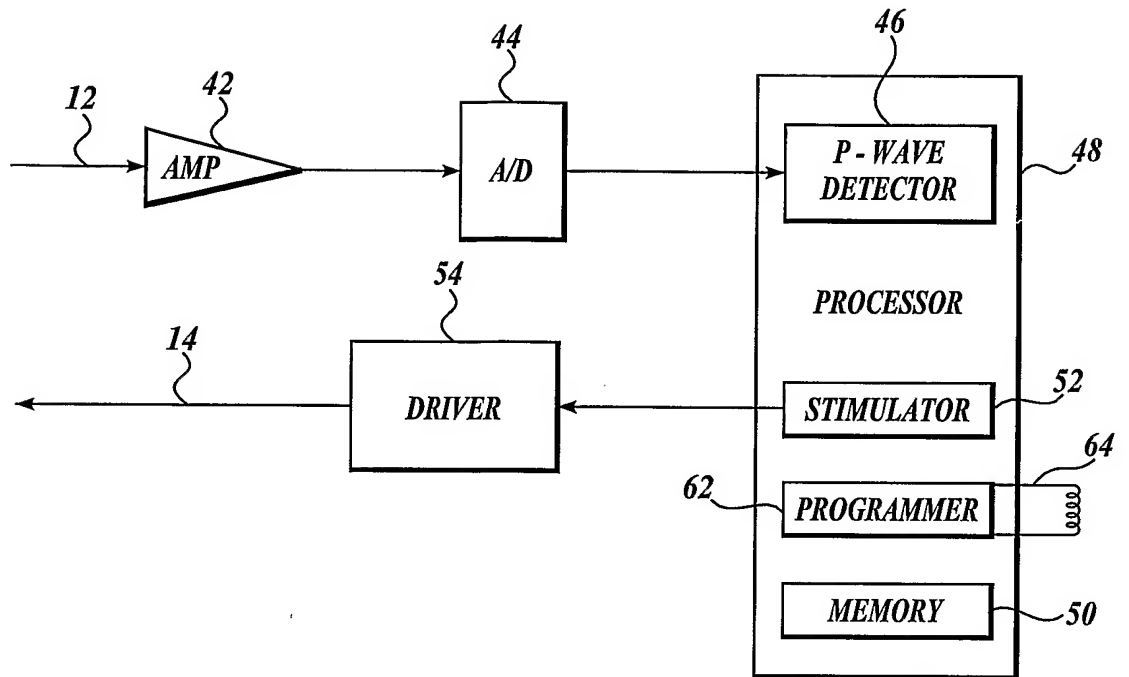 44
46
12
42
AMP
A/D
P - WAVE
DETECTOR
48
PROCESSOR
54
14
DRIVER
STIMULATOR
52
64
62
PROGRAMMER
MEMORY
50